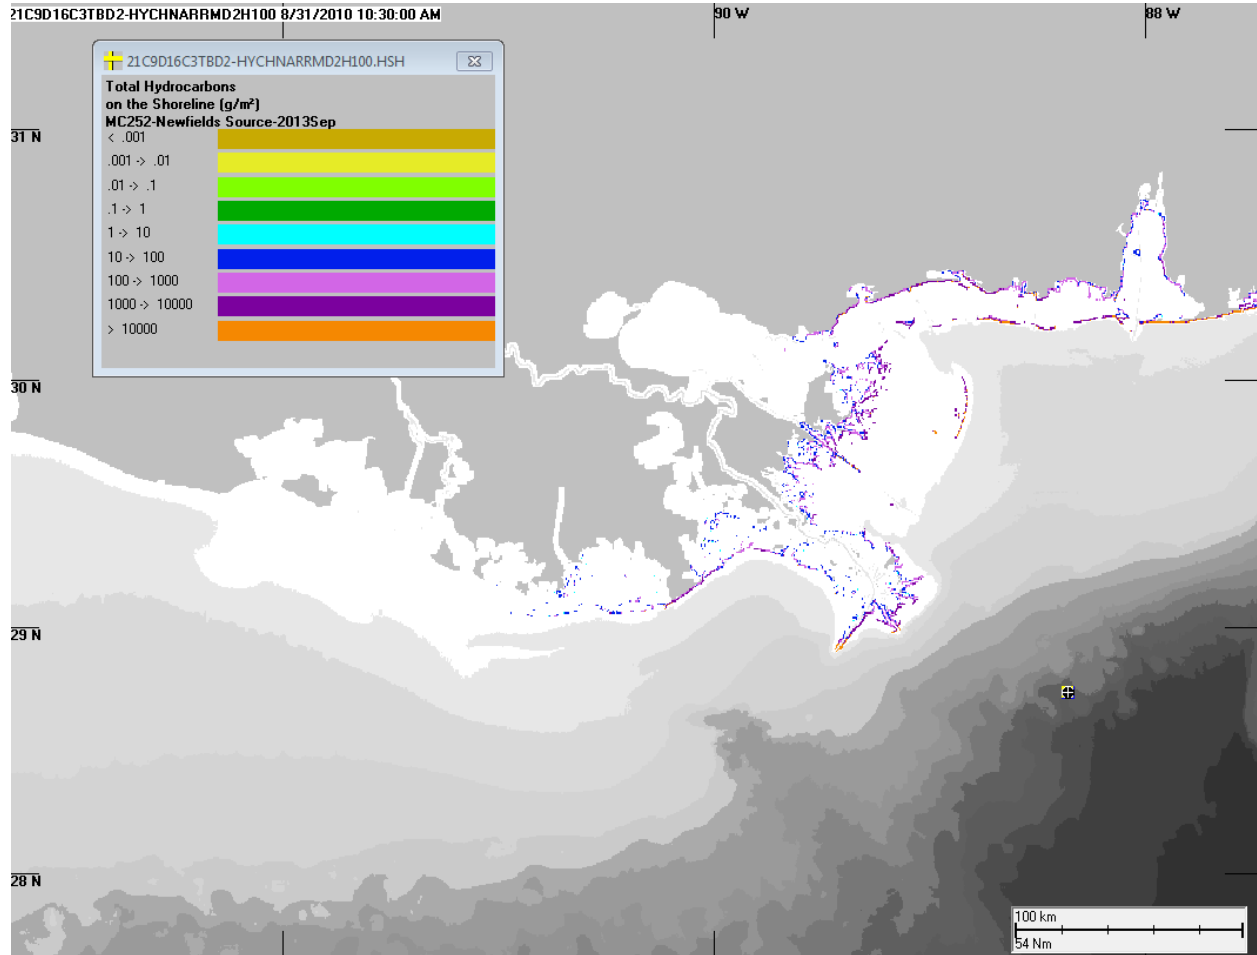 21C9D16C3TBD2-HYCHNARRMD2H100 8/31/2010 10:30:00 AM
90 W
88 W
21C9D16C3TBD2-HYCHNARRMD2H100.HSH
Total Hydrocarbons
on the Shoreline (g/m²)
MC252-Newfields Source-2013Sep
< .001
.001 -> .01
.01 -> .1
.1 -> 1
1 -> 10
10 -> 100
100 -> 1000
1000 -> 10000
> 10000
31 N
30 N
29 N
28 N
100 km
54 Nm